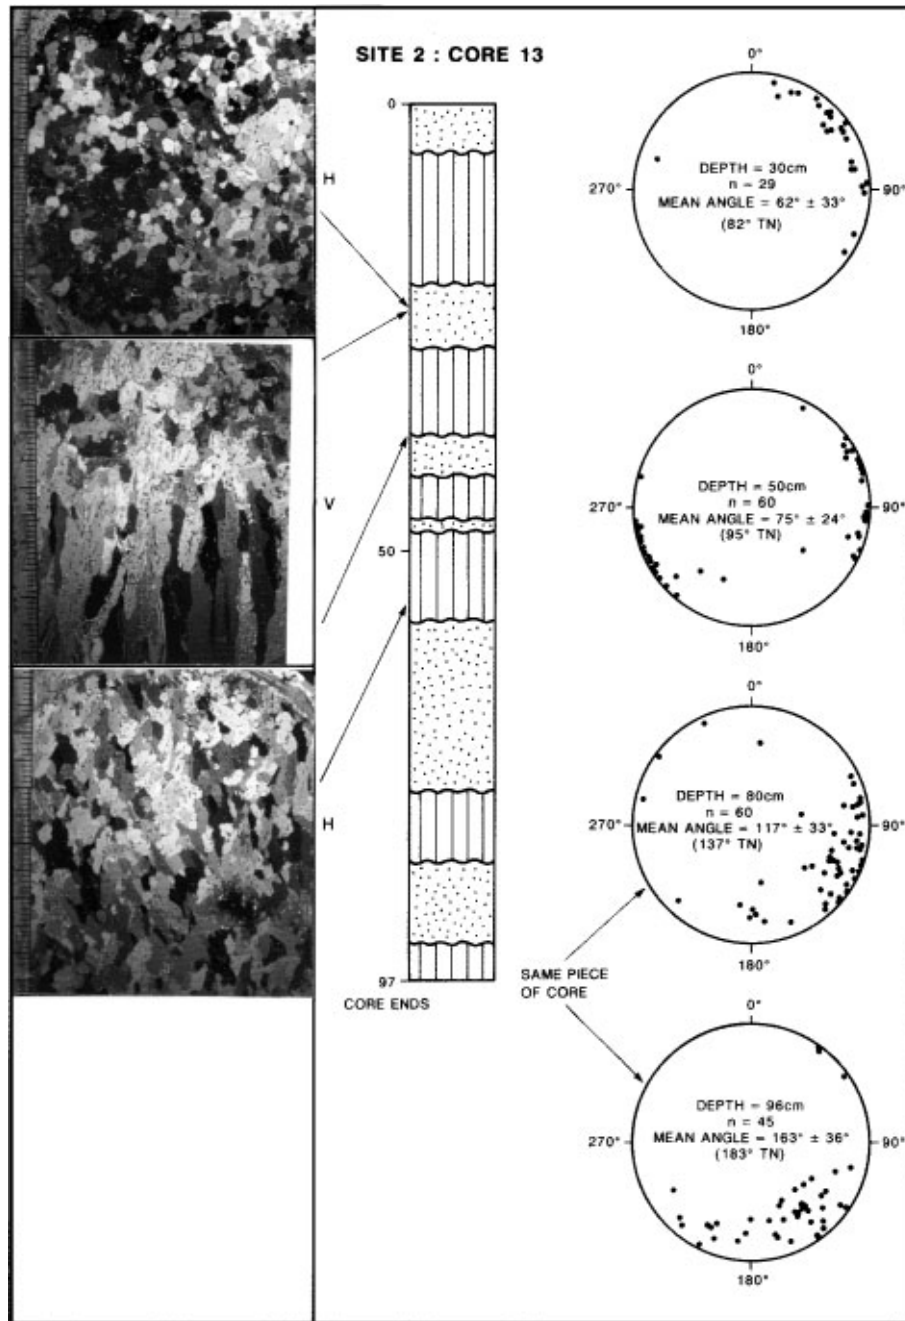 SITE 2 : CORE 13
H
V
H
0
50
97
CORE ENDS
0°
270°
90°
180°
DEPTH = 30cm
n = 29
MEAN ANGLE = 62° ± 33°
(82° TN)
0°
270°
90°
180°
DEPTH = 50cm
n = 60
MEAN ANGLE = 75° ± 24°
(95° TN)
0°
270°
90°
180°
DEPTH = 80cm
n = 60
MEAN ANGLE = 117° ± 33°
(137° TN)
SAME PIECE
OF CORE
0°
270°
90°
180°
DEPTH = 96cm
n = 45
MEAN ANGLE = 163° ± 36°
(183° TN)